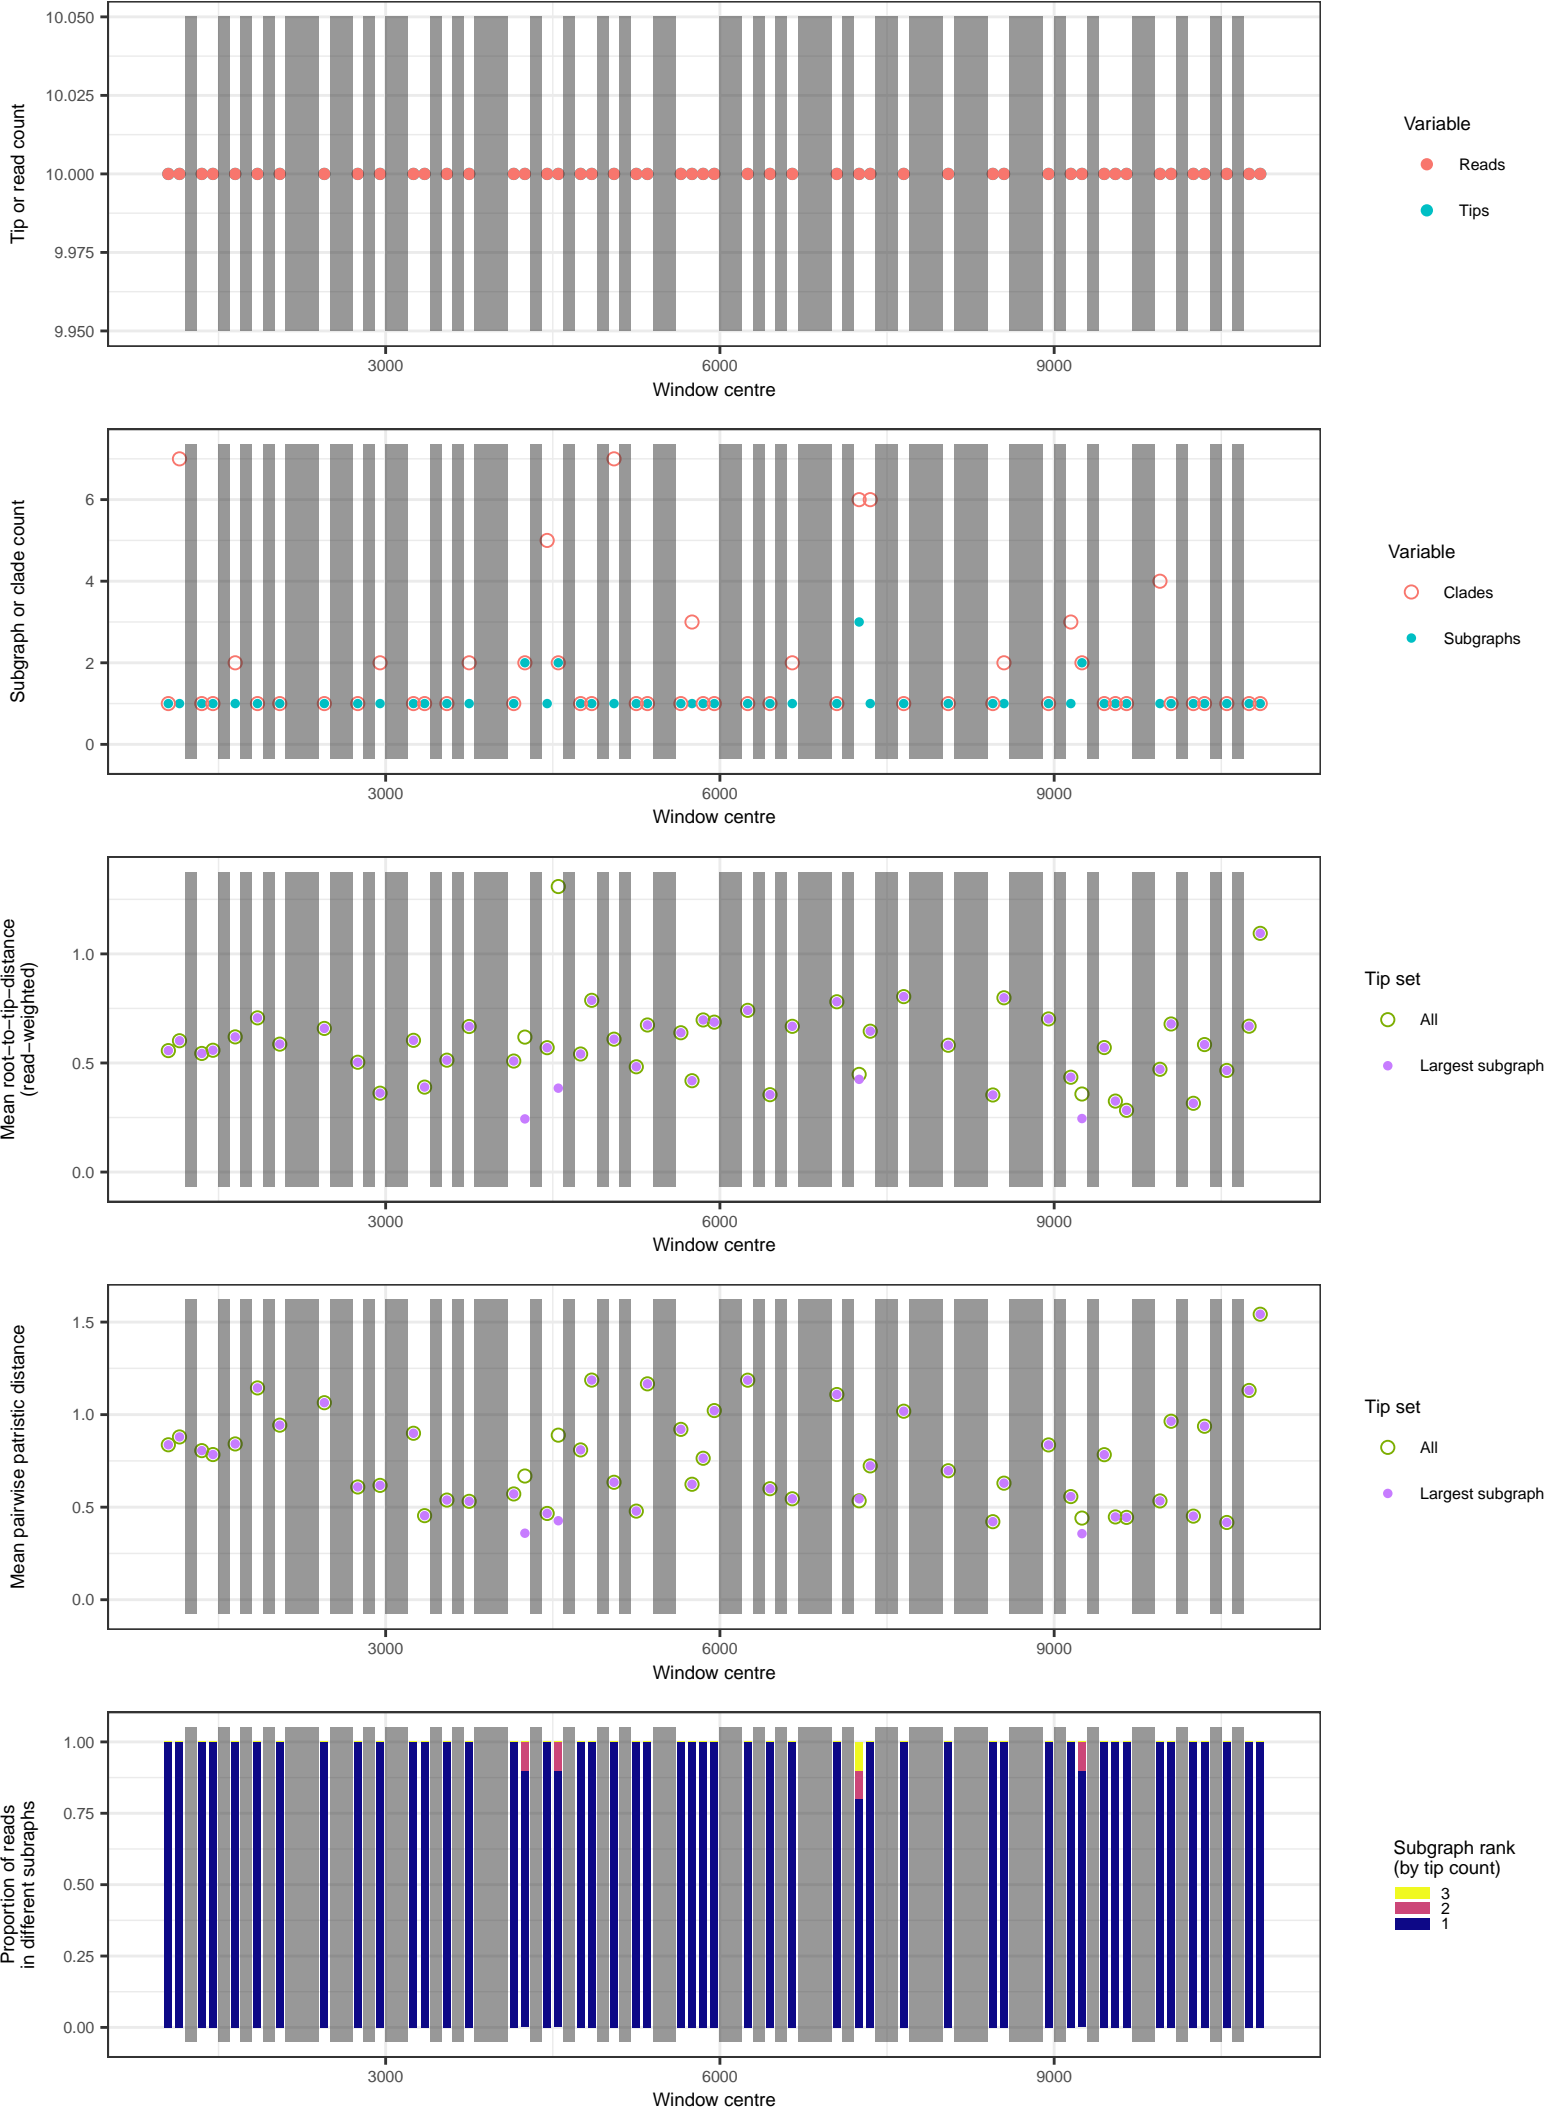 10.050
10.025
10.000
9.975
9.950
Tip or read count
3000
6000
9000
Window centre
Variable
Reads
Tips
6
4
2
0
Subgraph or clade count
3000
6000
9000
Window centre
Variable
Clades
Subgraphs
1.0
0.5
0.0
Mean root−to−tip−distance
(read−weighted)
3000
6000
9000
Window centre
Tip set
All
Largest subgraph
1.5
1.0
0.5
0.0
Mean pairwise patristic distance
3000
6000
9000
Window centre
Tip set
All
Largest subgraph
1.00
0.75
0.50
0.25
0.00
Proportion of reads
in different subraphs
3000
6000
9000
Window centre
Subgraph rank
(by tip count)
3
2
1